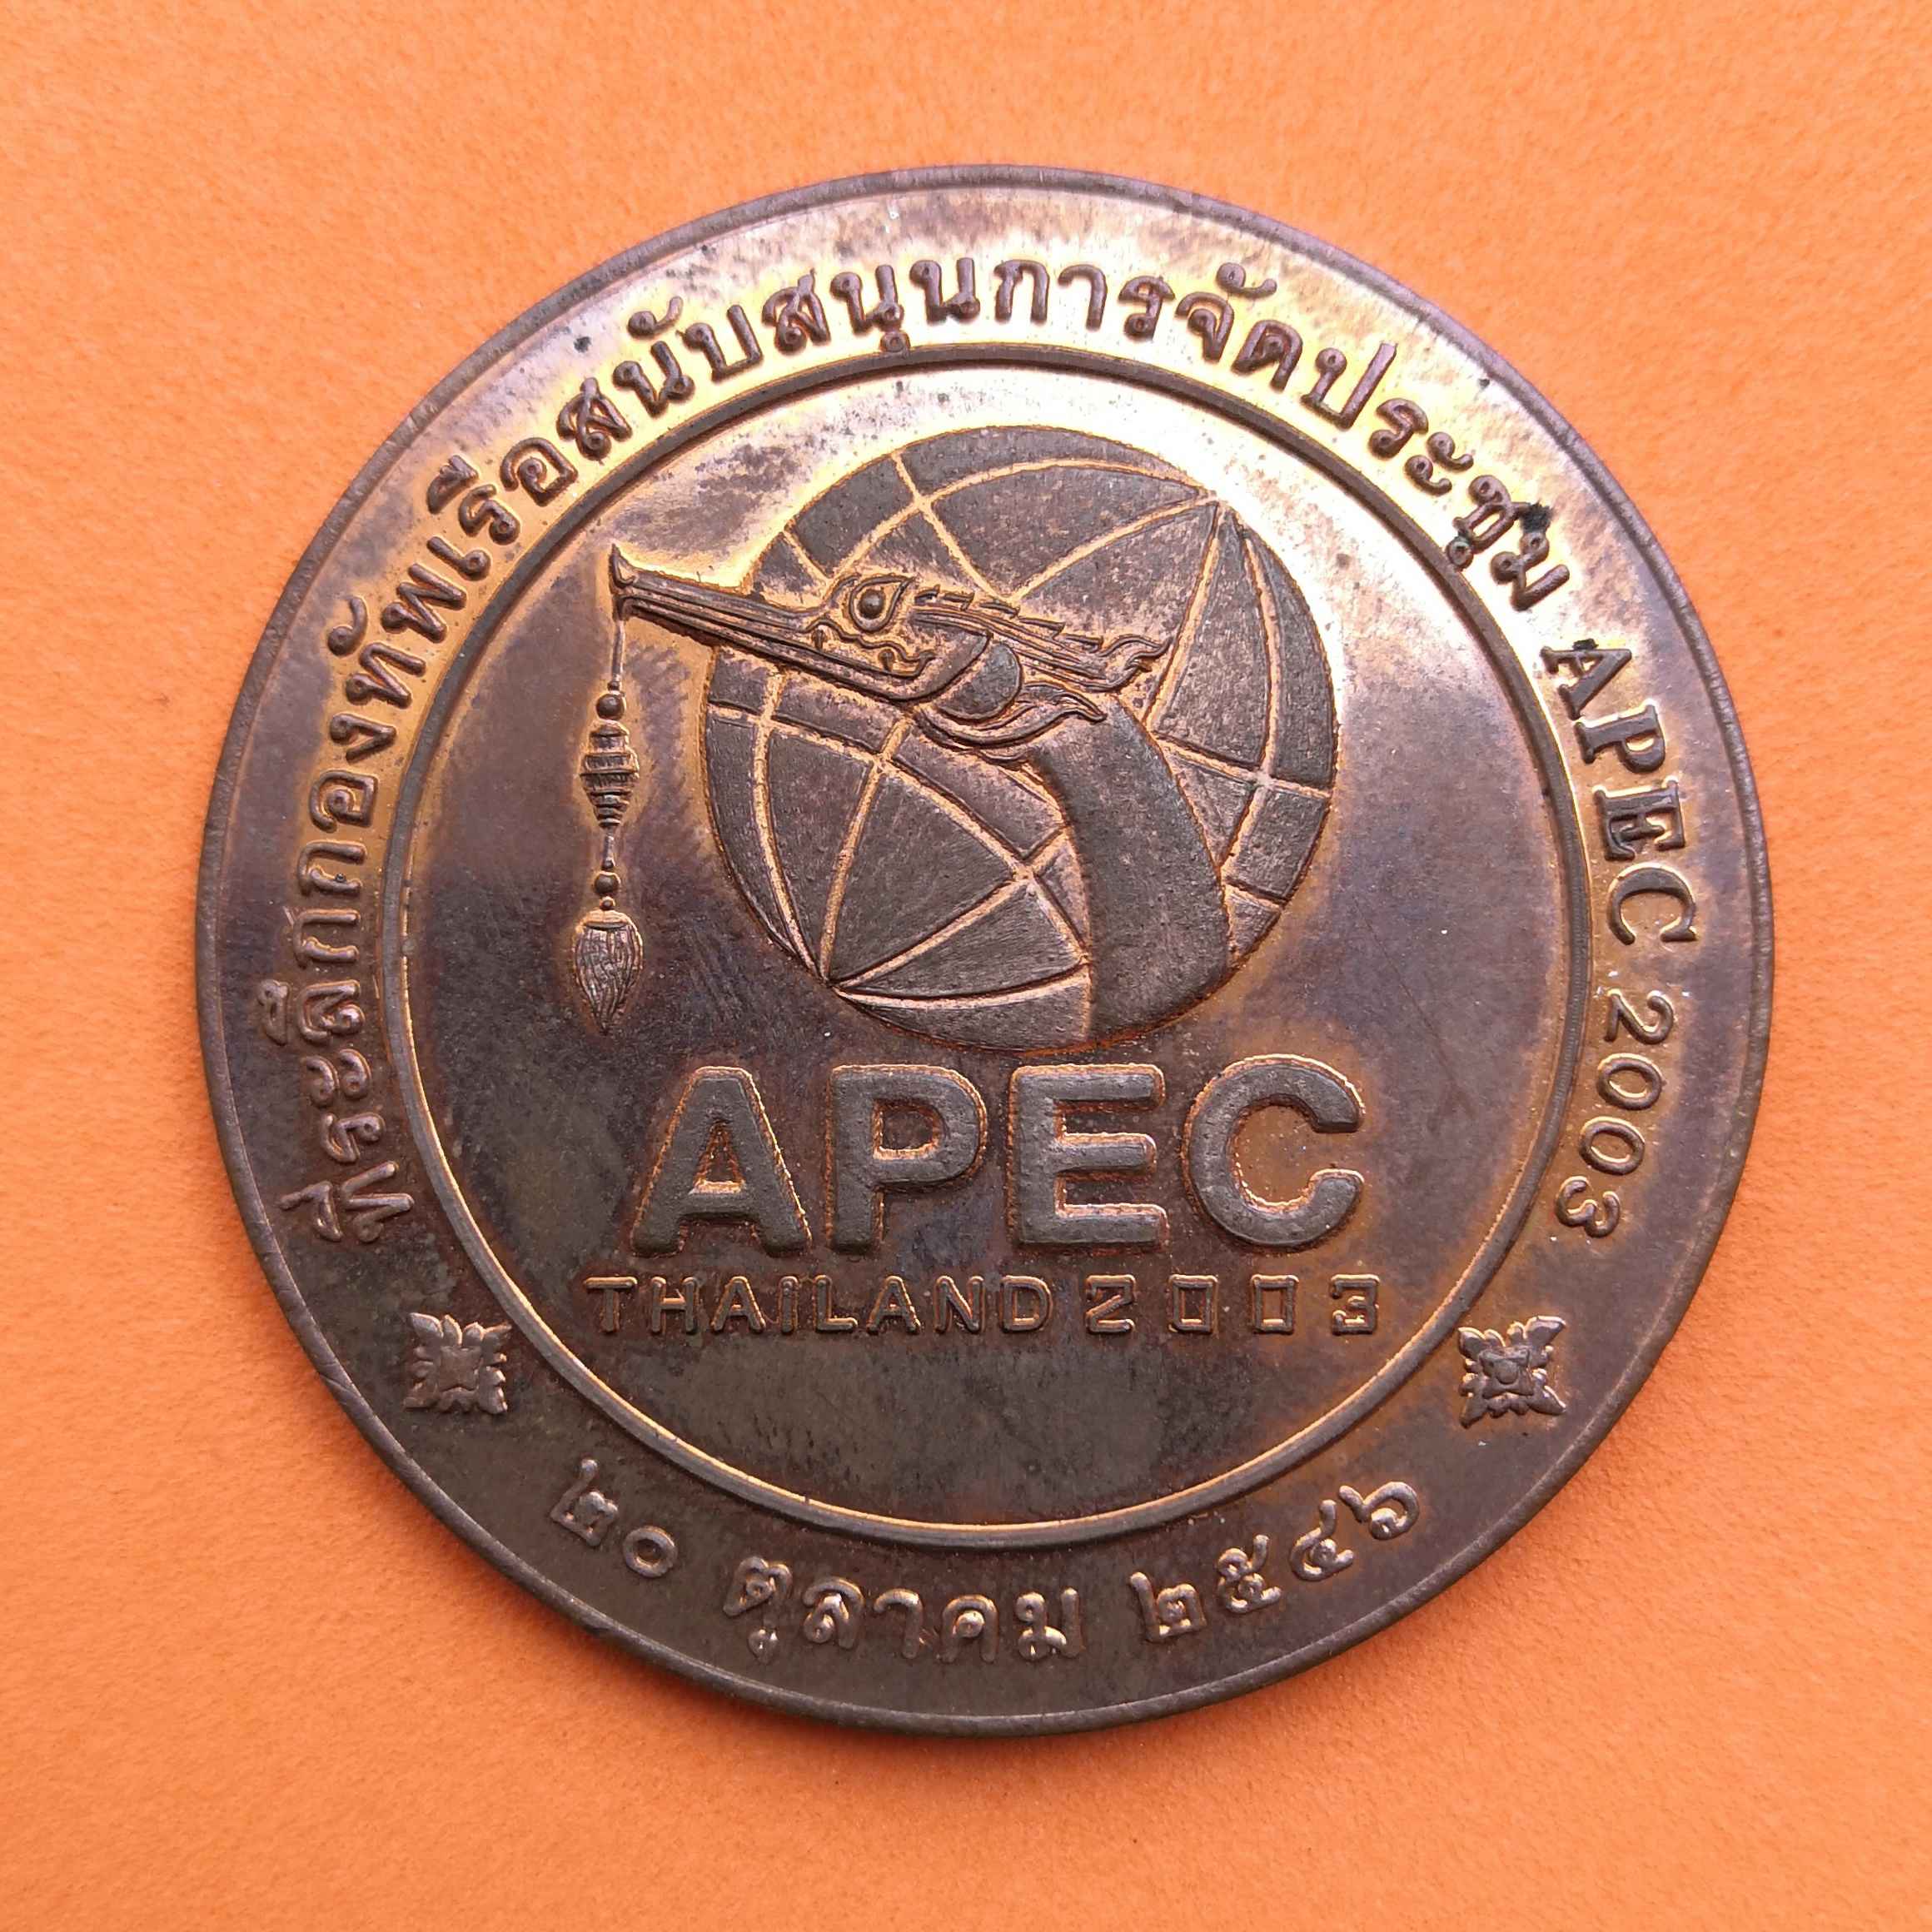 ที่ระลึกกองทัพเรือสนับสนุนการจัดประชุม APEC 2003
APEC
THAILAND 2003
๒๐ ตุลาคม ๒๕๔๖